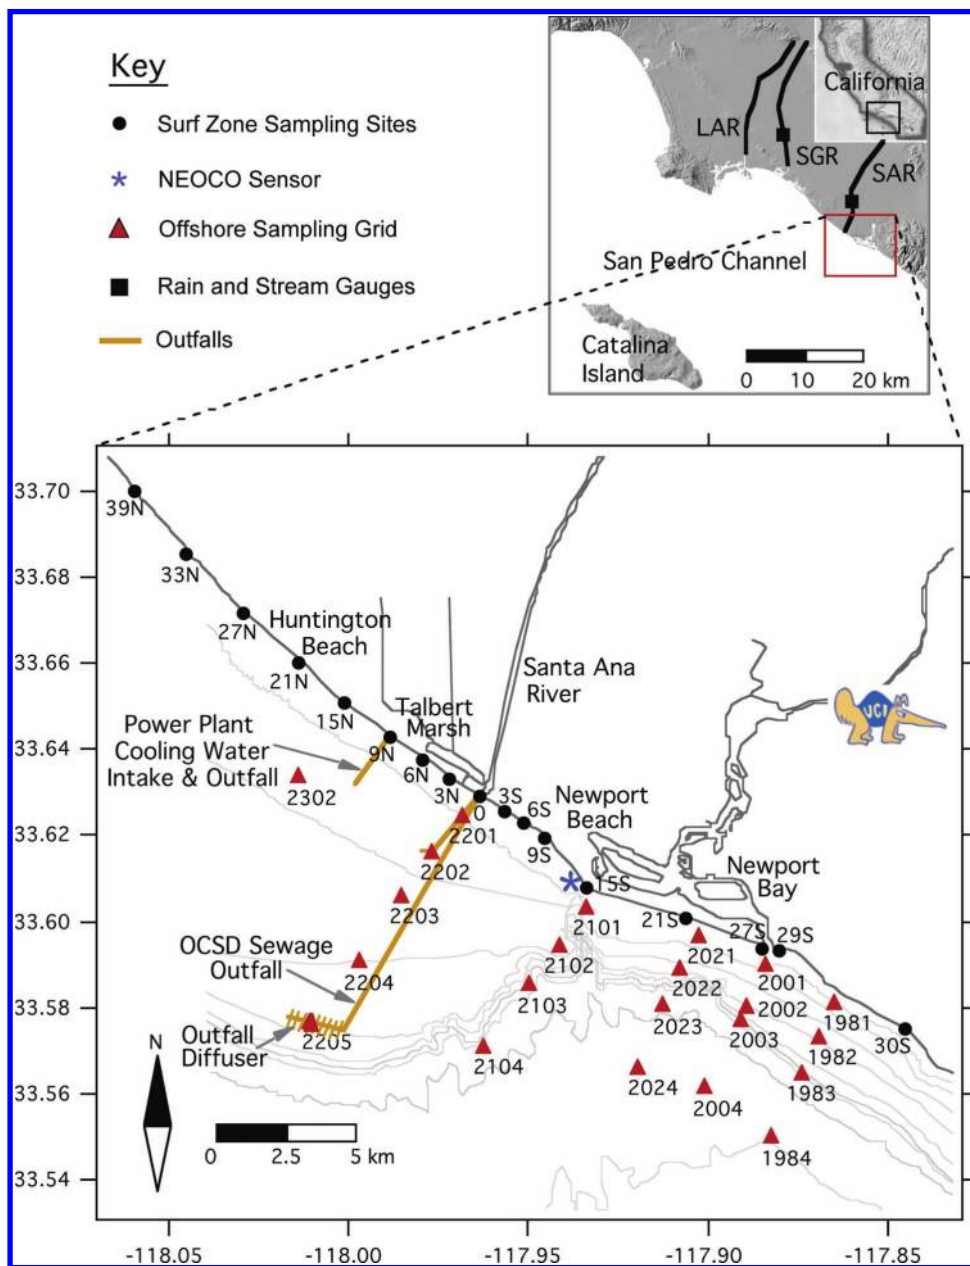 Key
Surf Zone Sampling Sites
NEOCO Sensor
Offshore Sampling Grid
Rain and Stream Gauges
Outfalls
California
LAR
SGR
SAR
San Pedro Channel
Catalina
Island
0 10 20 km
33.70
33.68
33.66
33.64
33.62
33.60
33.58
33.56
33.54
39N
33N
27N
21N
15N
9N
6N
3N
0
3S
6S
9S
15S
21S
27S
29S
30S
Huntington
Beach
Talbert
Marsh
Santa Ana
River
Power Plant
Cooling Water
Intake & Outfall
Newport
Beach
Newport
Bay
UCI
OCSD Sewage
Outfall
Outfall
Diffuser
2302
2201
2202
2203
2204
2205
2101
2102
2103
2104
2021
2022
2023
2024
2001
2002
2003
2004
1981
1982
1983
1984
N
0 2.5 5 km
-118.05 -118.00 -117.95 -117.90 -117.85